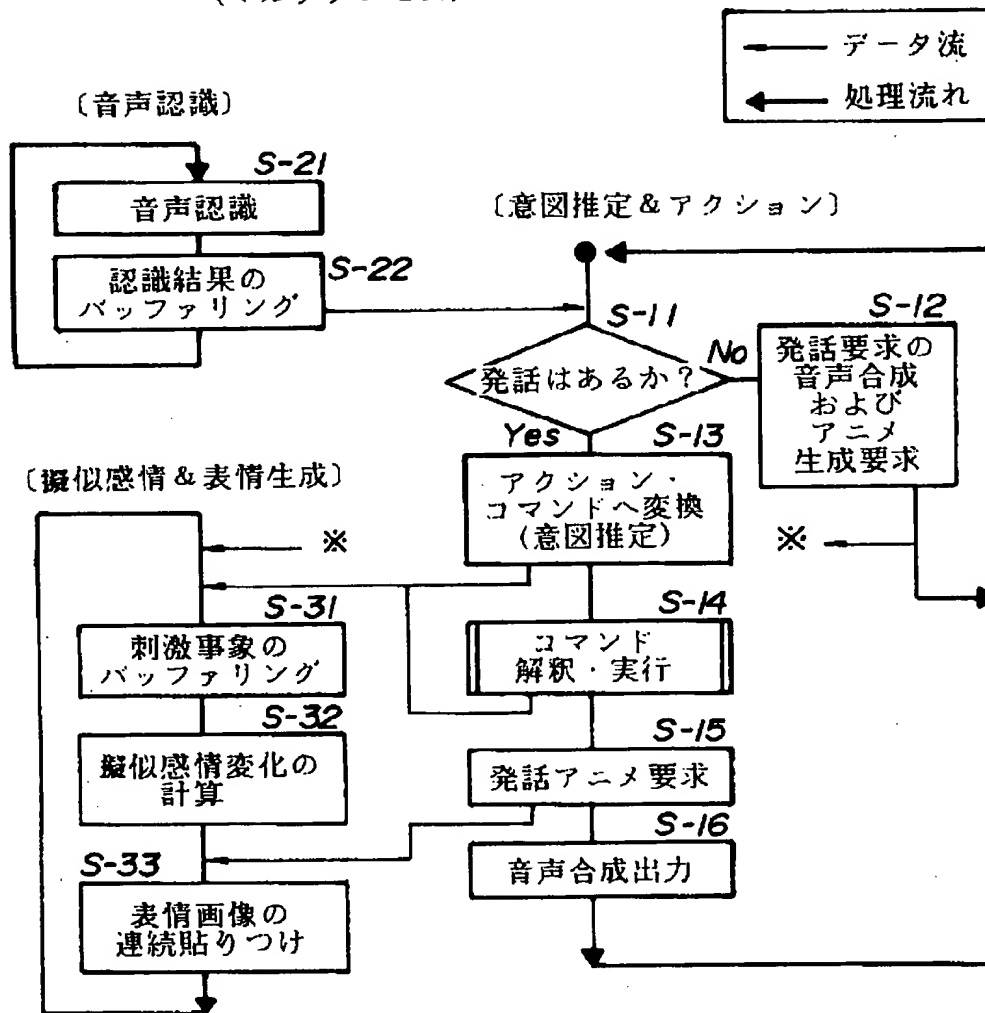 データ流
処理流れ
〔音声認識〕
S-21
音声認識
S-22
認識結果の
バッファリング
〔意図推定&アクション〕
S-11
発話はあるか?
No
Yes
S-12
発話要求の
音声合成
および
アニメ
生成要求
※
S-13
アクション・
コマンドへ変換
(意図推定)
S-14
コマンド
解釈・実行
S-15
発話アニメ要求
S-16
音声合成出力
〔擬似感情&表情生成〕
※
S-31
刺激事象の
バッファリング
S-32
擬似感情変化の
計算
S-33
表情画像の
連続貼りつけ